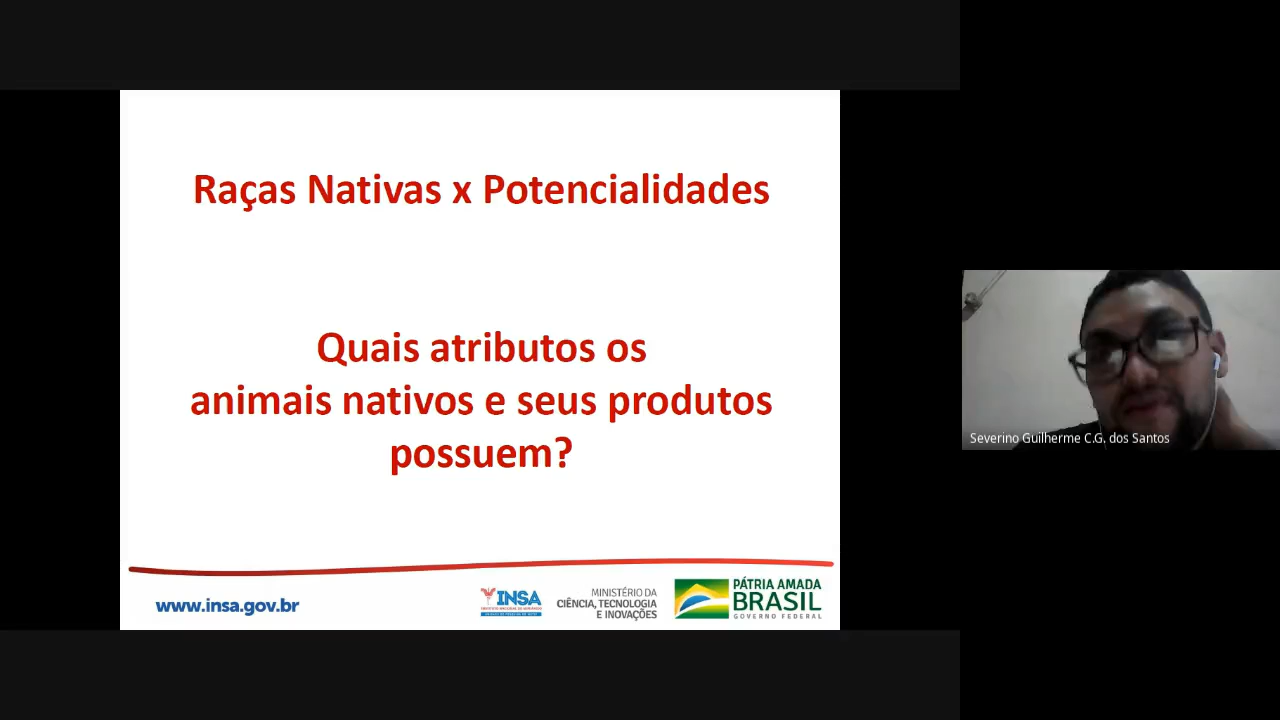 Raças Nativas x Potencialidades
Quais atributos os
animais nativos e seus produtos
possuem?
www.insa.gov.br
INSA
MINISTÉRIO DA
CIÊNCIA, TECNOLOGIA
E INOVAÇÕES
PÁTRIA AMADA
BRASIL
GOVERNO FEDERAL
Severino Guilherme C.G. dos Santos